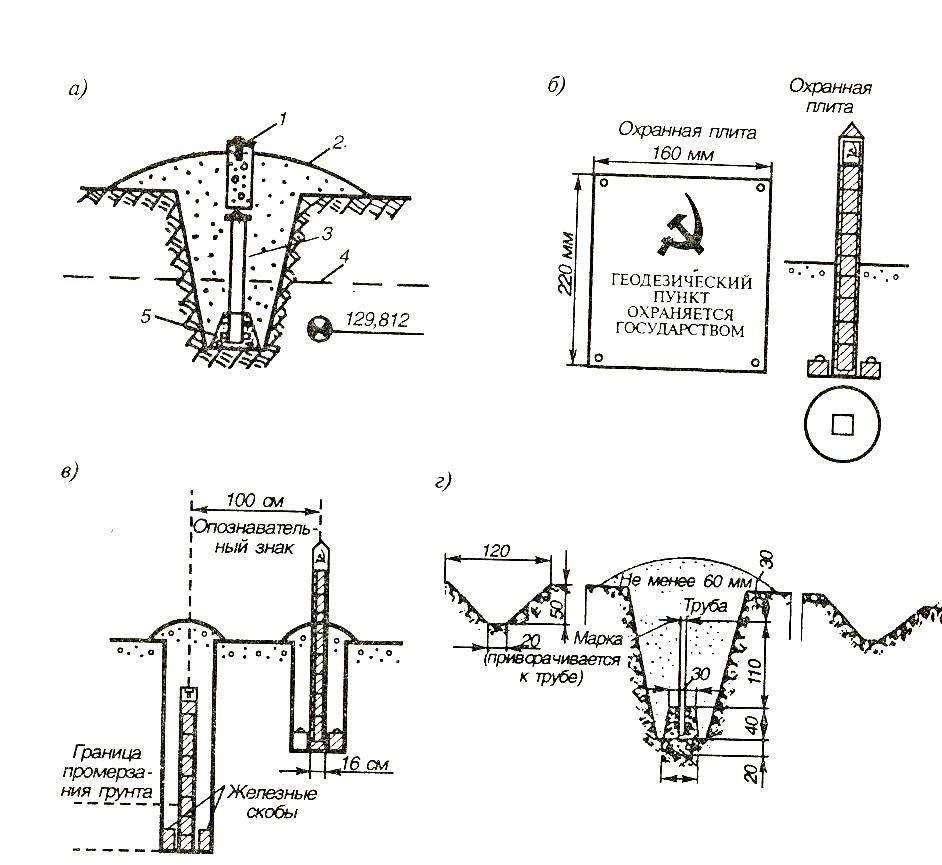 а)
1
2
3
4
5
129,812
б)
Охранная плита
160 мм
220 мм
ГЕОДЕЗИЧЕСКИЙ
ПУНКТ
ОХРАНЯЕТСЯ
ГОСУДАРСТВОМ
Охранная
плита
в)
100 см
Опознаватель-
ный знак
16 см
Граница
промерза-
ния грунта
Железные
скобы
г)
120
50
20
Не менее 60 мм
30
Труба
Марка
(приворачивается
к трубе)
30
110
40
20